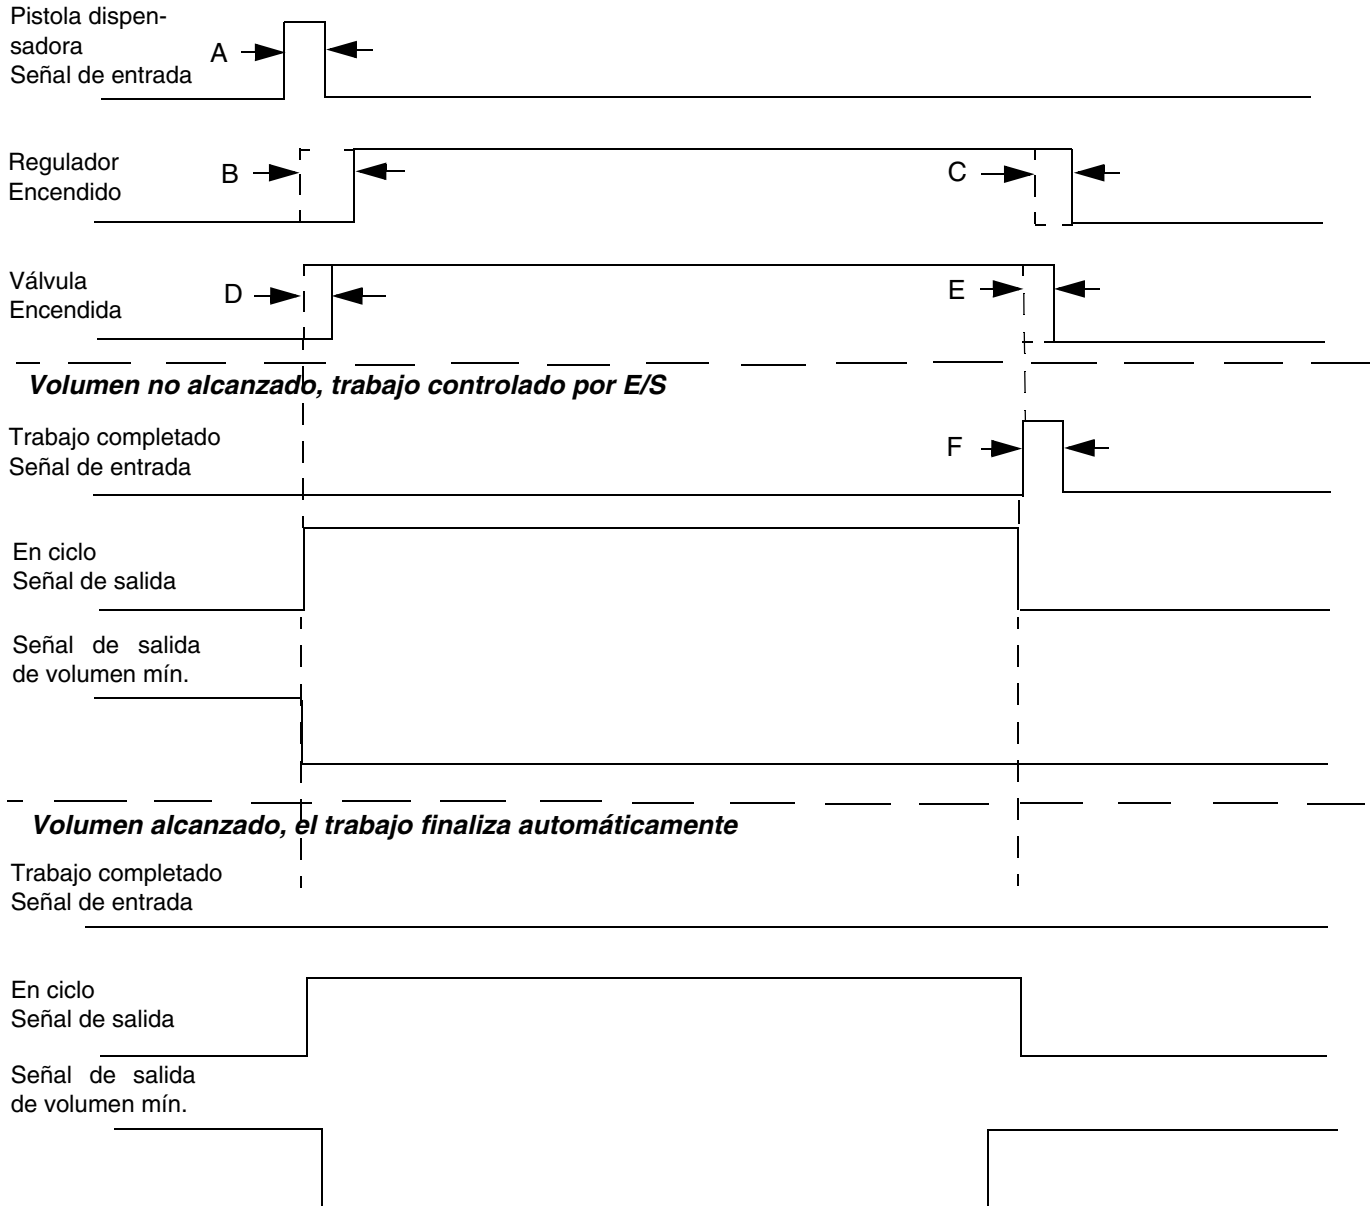 Pistola dispen-
sadora
Señal de entrada
A
Regulador
Encendido
B
C
Válvula
Encendida
D
E
Volumen no alcanzado, trabajo controlado por E/S
Trabajo completado
Señal de entrada
F
En ciclo
Señal de salida
Señal de salida
de volumen mín.
Volumen alcanzado, el trabajo finaliza automáticamente
Trabajo completado
Señal de entrada
En ciclo
Señal de salida
Señal de salida
de volumen mín.